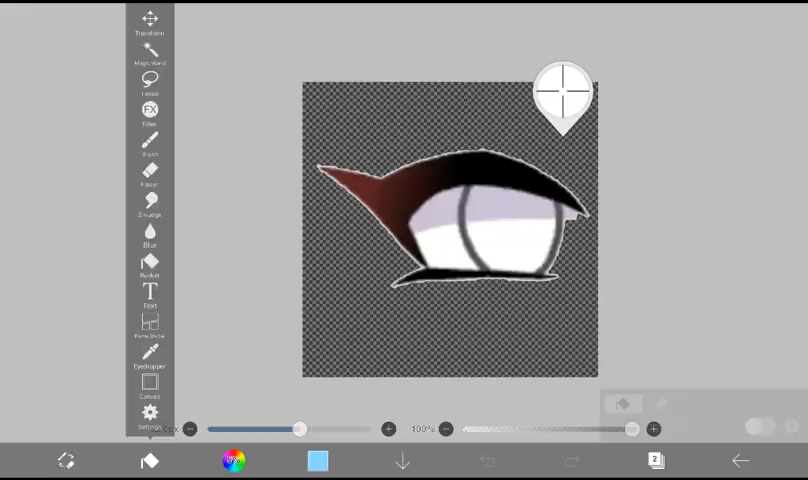 Transform
Magic Wand
Lasso
FX
Filter
Brush
Eraser
Smudge
Blur
Bucket
T
Text
Frame Divider
Eyedropper
Canvas
Settings
100%
2